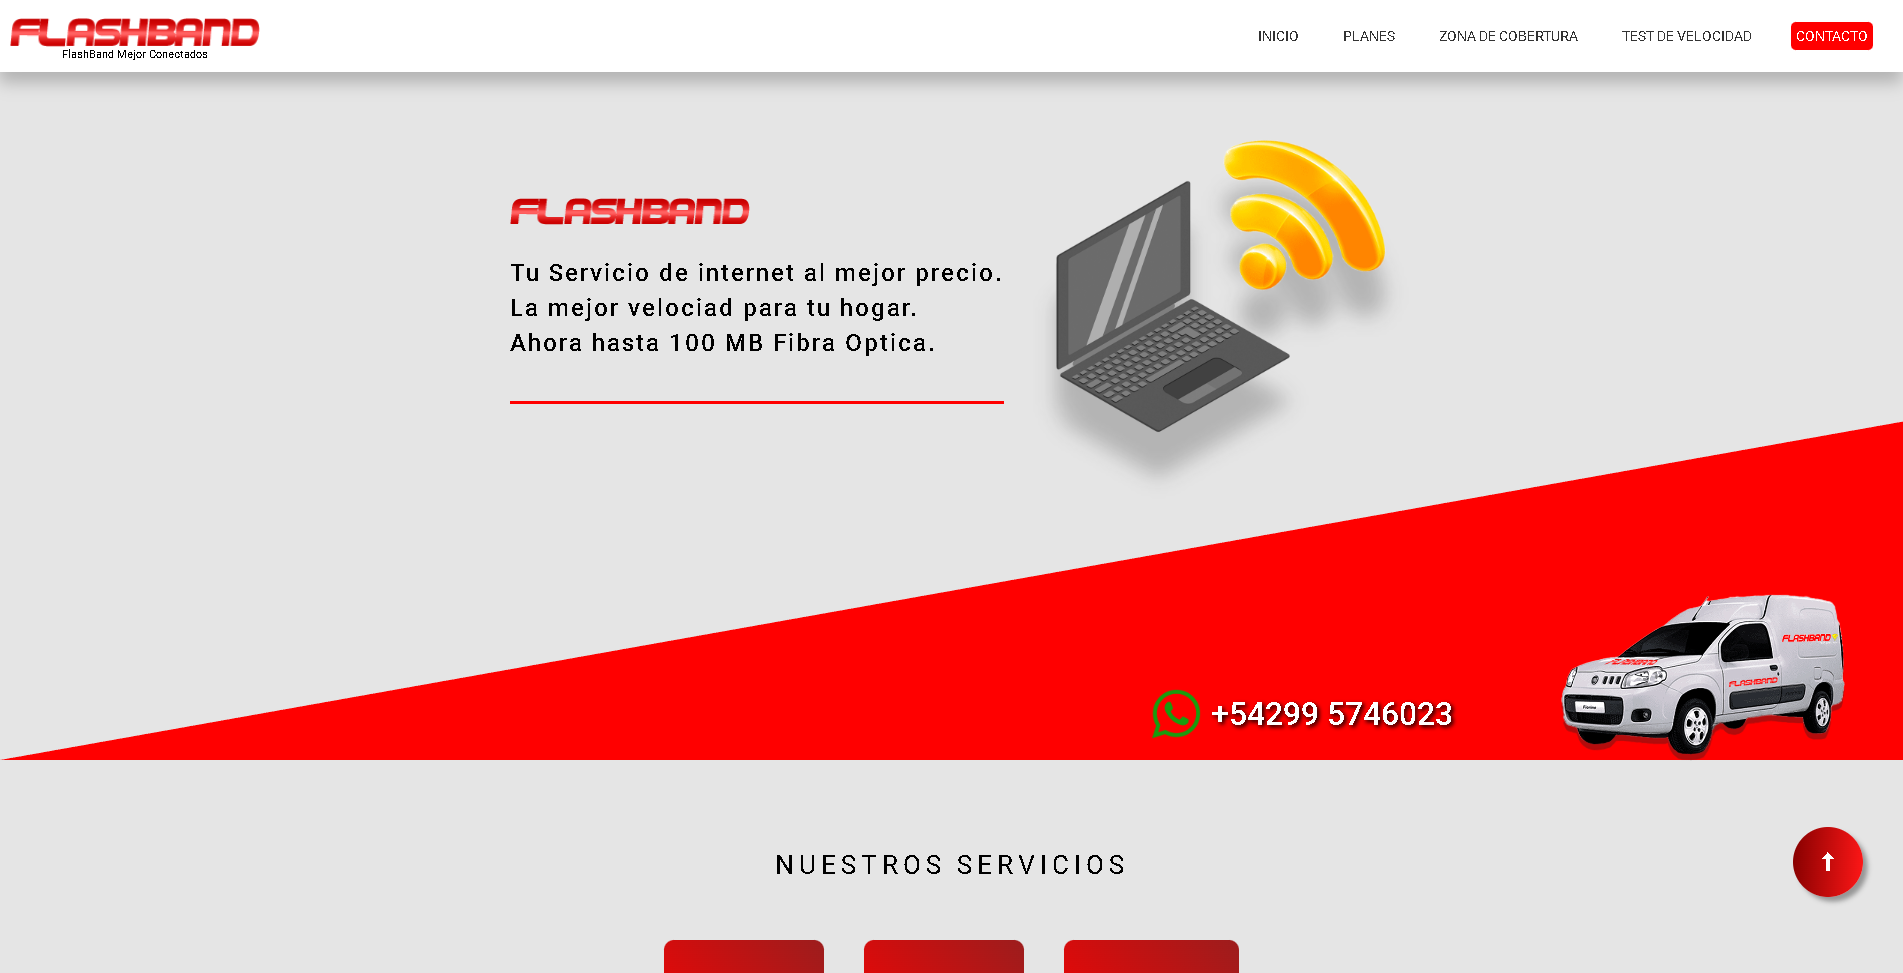 FLASHBAND
FlashBand Mejor Conectados
INICIO
PLANES
ZONA DE COBERTURA
TEST DE VELOCIDAD
CONTACTO
FLASHBAND
Tu Servicio de internet al mejor precio.
La mejor velociad para tu hogar.
Ahora hasta 100 MB Fibra Optica.
FLASHBAND
FLASHBAND
FLASHBAND
+54299 5746023
NUESTROS SERVICIOS